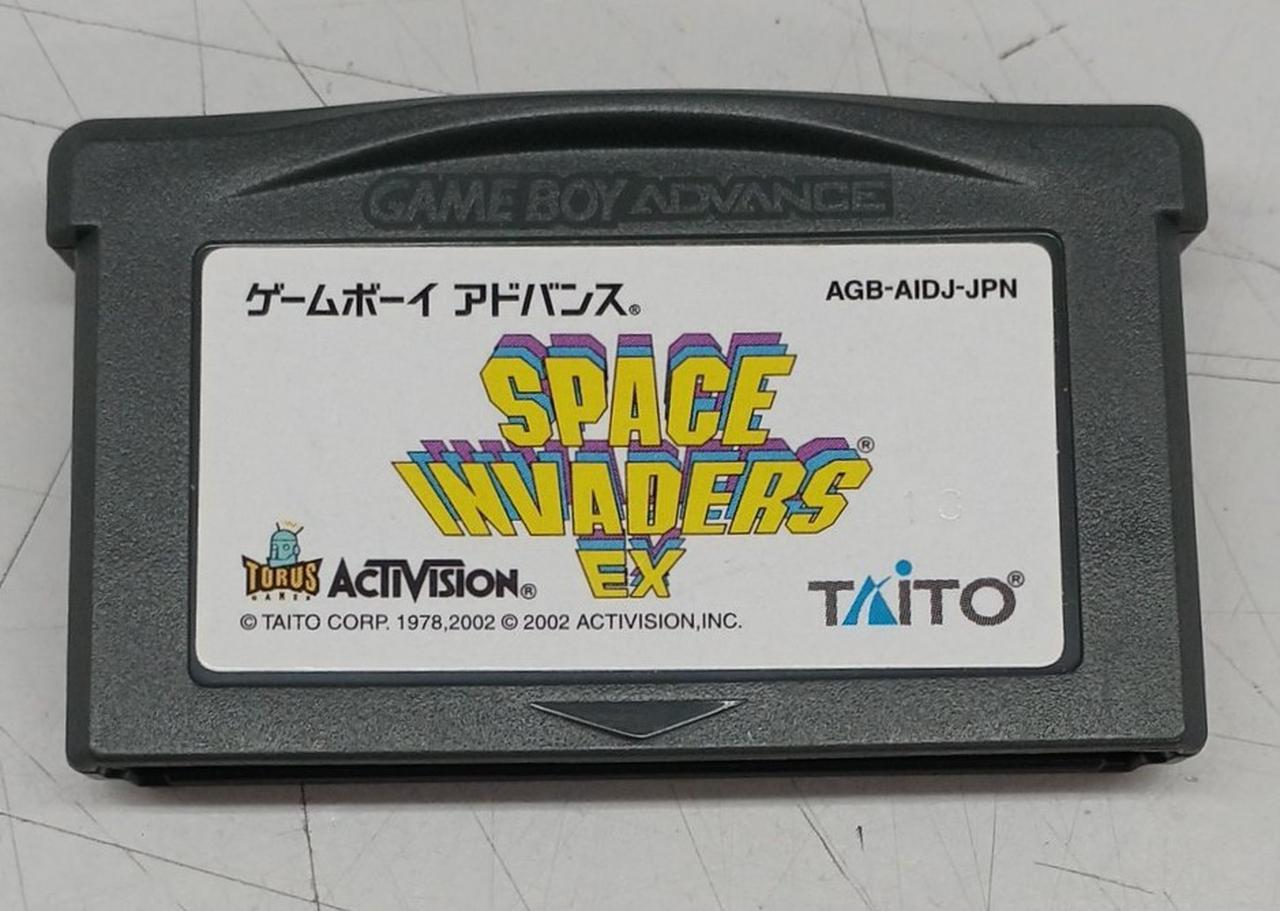 GAME BOY ADVANCE
ゲームボーイ アドバンス®
AGB-AIDJ-JPN
SPACE
INVADERS®
EX
TORUS
GAMES
ACTIVISION®
TAITO®
© TAITO CORP. 1978,2002 © 2002 ACTIVISION,INC.